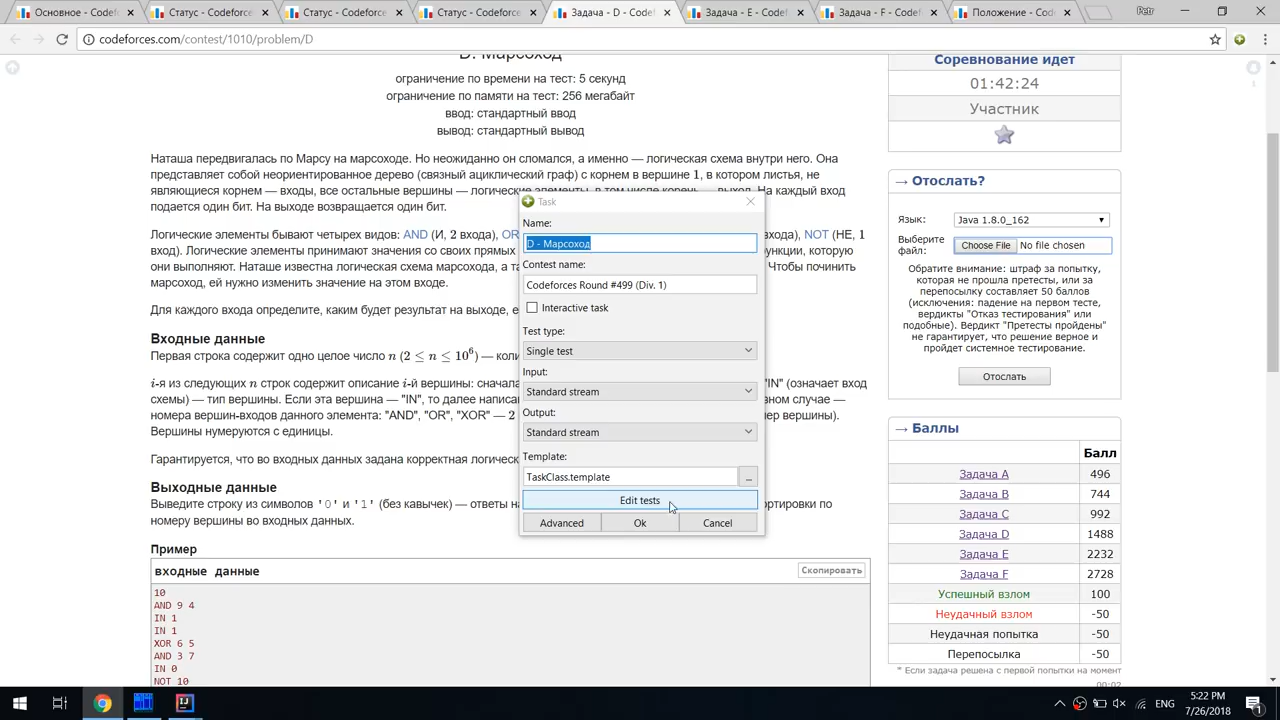 Основное - Codeforc
Статус - Codeforce
Статус - Codeforce
Статус - Codeforce
Задача - D - Codef
Задача - E - Codef
Задача - F - Codef
Положение - Codef
Petr
codeforces.com/contest/1010/problem/D
D. Марсоход
ограничение по времени на тест: 5 секунд
ограничение по памяти на тест: 256 мегабайт
ввод: стандартный ввод
вывод: стандартный вывод
Наташа передвигалась по Марсу на марсоходе. Но неожиданно он сломался, а именно — логическая схема внутри него. Она
представляет собой неориентированное дерево (связный ациклический граф) с корнем в вершине 1, в котором листья, не
являющиеся корнем — входы, все остальные вершины — логические элементы, в том числе корень — выход. На каждый вход
подается один бит. На выходе возвращается один бит.
Логические элементы бывают четырех видов: AND (И, 2 входа), OR
входа), NOT (НЕ, 1
вход). Логические элементы принимают значения со своих прямых
функции, которую
они выполняют. Наташе известна логическая схема марсохода, а та
Чтобы починить
марсоход, ей нужно изменить значение на этом входе.
Для каждого входа определите, каким будет результат на выходе, е
Входные данные
Первая строка содержит одно целое число n (2 ≤ n ≤ 10^6) — коли
i-я из следующих n строк содержит описание i-й вершины: сначала
"IN" (означает вход
схемы) — тип вершины. Если эта вершина — "IN", то далее написан
вном случае —
номера вершин-входов данного элемента: "AND", "OR", "XOR" — 2
ер вершины).
Вершины нумеруются с единицы.
Гарантируется, что во входных данных задана корректная логическ
Выходные данные
Выведите строку из символов '0' и '1' (без кавычек) — ответы на
ортировки по
номеру вершины во входных данных.
Пример
входные данные
Скопировать
10
AND 9 4
IN 1
IN 1
XOR 6 5
AND 3 7
IN 0
NOT 10
Task
Name:
D - Марсоход
Contest name:
Codeforces Round #499 (Div. 1)
Interactive task
Test type:
Single test
Input:
Standard stream
Output:
Standard stream
Template:
TaskClass.template
...
Edit tests
Advanced
Ok
Cancel
Соревнование идет
01:42:24
Участник
→ Отослать?
Язык:
Java 1.8.0_162
Выберите
файл:
Choose File
No file chosen
Обратите внимание: штраф за попытку,
которая не прошла претесты, или за
перепосылку составляет 50 баллов
(исключения: падение на первом тесте,
вердикты "Отказ тестирования" или
подобные). Вердикт "Претесты пройдены"
не гарантирует, что решение верное и
пройдет системное тестирование.
Отослать
→ Баллы
Балл
Задача A 496
Задача B 744
Задача C 992
Задача D 1488
Задача E 2232
Задача F 2728
Успешный взлом 100
Неудачный взлом -50
Неудачная попытка -50
Перепосылка -50
* Если задача решена с первой попытки на момент
00:02
ENG
5:22 PM
7/26/2018
1